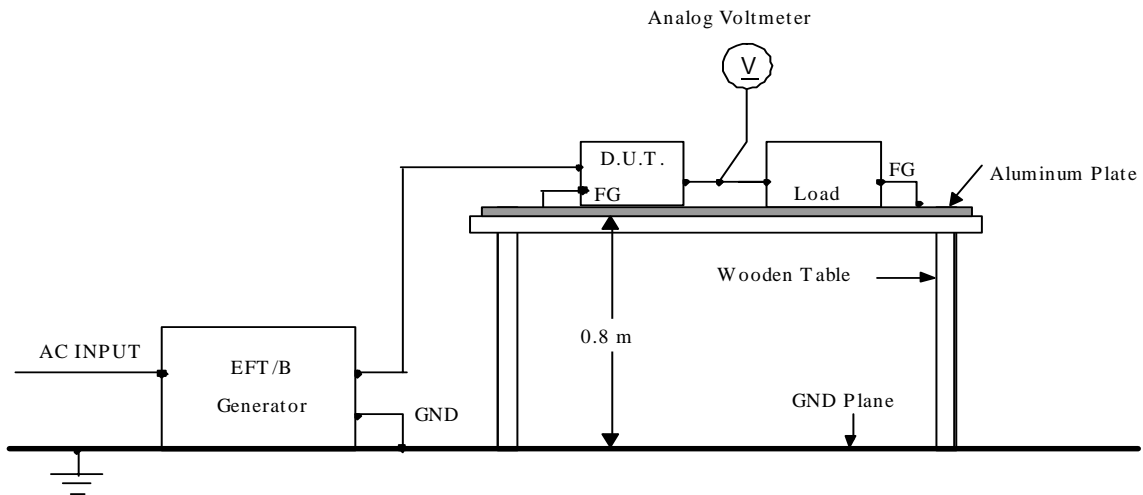 Analog Voltmeter
V
D.U.T.
FG
FG
Load
Aluminum Plate
Wooden Table
0.8 m
AC INPUT
EFT/B
Generator
GND
GND Plane